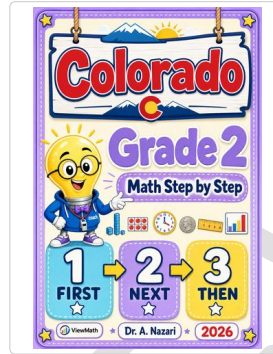 Colorado
Grade 2
Math Step by Step
1 2 3
FIRST NEXT THEN
ViewMath Dr. A. Nazari 2026